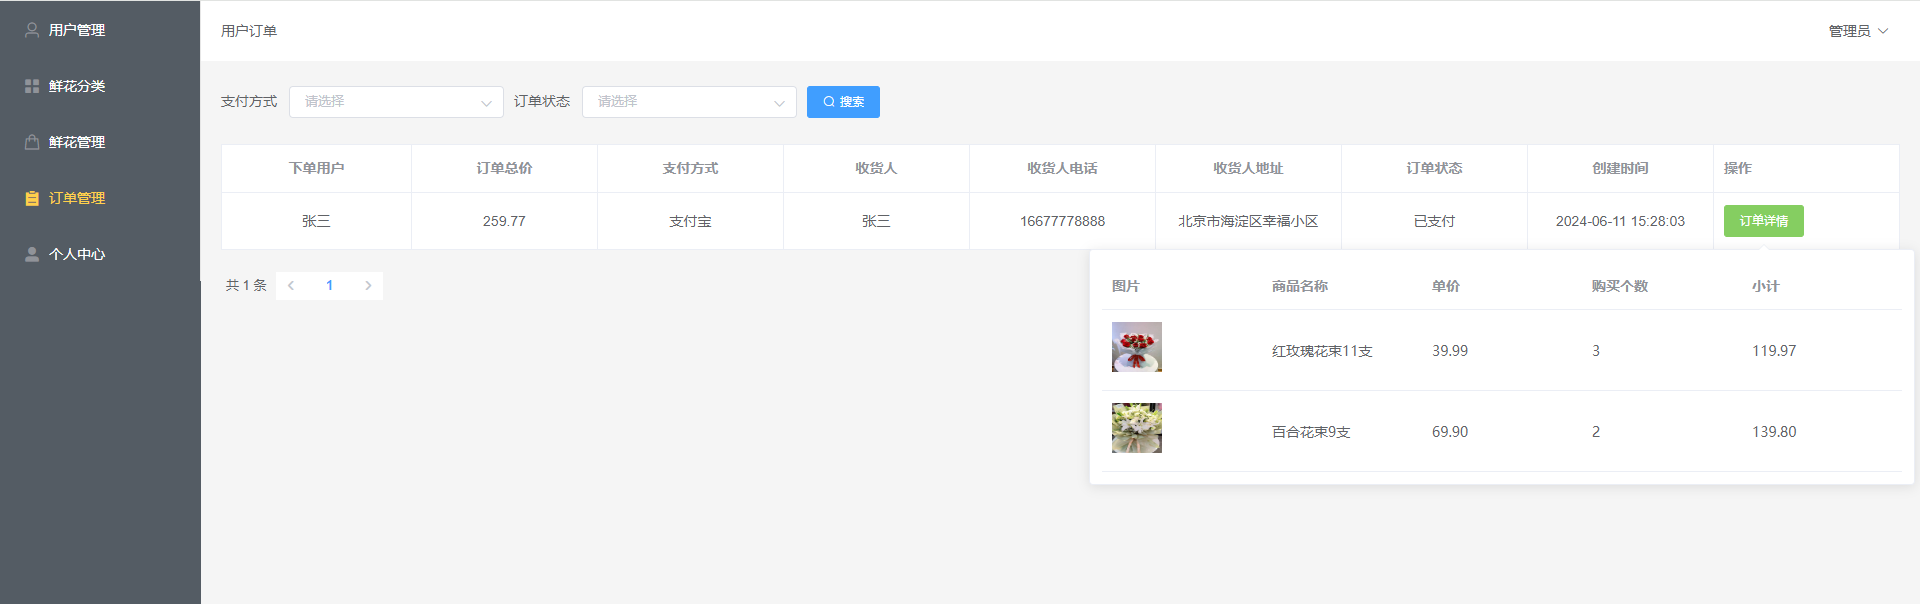 用户管理
鲜花分类
鲜花管理
订单管理
个人中心
用户订单
管理员
支付方式 请选择 订单状态 请选择 搜索
下单用户 订单总价 支付方式 收货人 收货人电话 收货人地址 订单状态 创建时间 操作
张三 259.77 支付宝 张三 16677778888 北京市海淀区幸福小区 已支付 2024-06-11 15:28:03 订单详情
共 1 条 1
图片 商品名称 单价 购买个数 小计
红玫瑰花束11支 39.99 3 119.97
百合花束9支 69.90 2 139.80